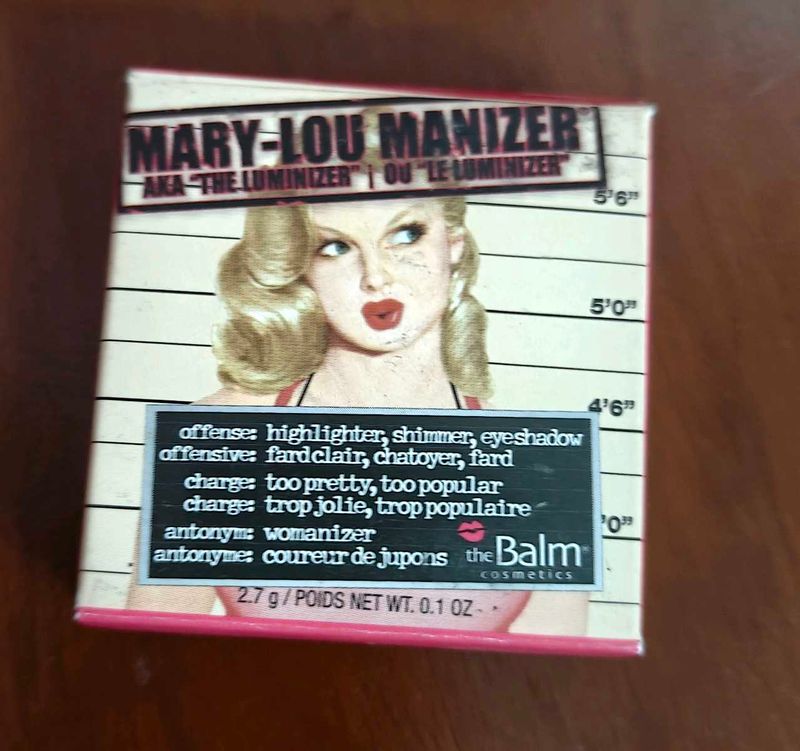 MARY-LOU MANIZER®
AKA "THE LUMINIZER" | OU "LE LUMINIZER"
5'6"
5'0"
4'6"
'0"
offense: highlighter, shimmer, eyeshadow
offensive: fard clair, chatoyer, fard
charge: too pretty, too popular
charge: trop jolie, trop populaire
antonym: womanizer
antonyme: coureur de jupons
theBalm®
cosmetics
2.7 g / POIDS NET WT. 0.1 OZ